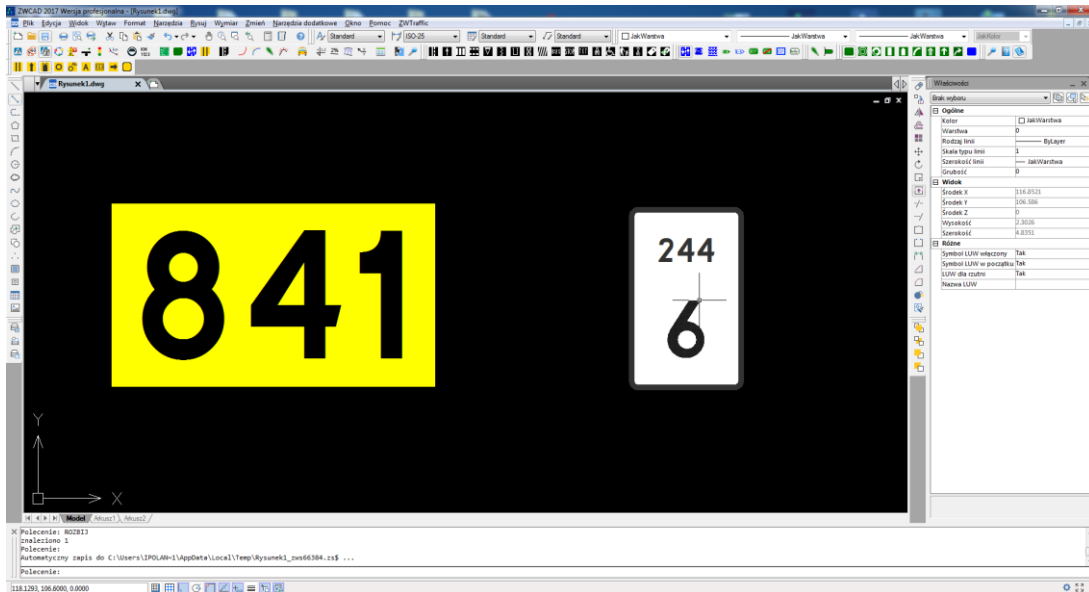 ZWCAD 2017 Wersja profesjonalna - [Rysunek1.dwg]
Plik Edycja Widok Wstaw Format Narzędzia Rysuj Wymiar Zmień Narzędzia dodatkowe Okno Pomoc ZWTraffic
Standard ISO-25 Standard Standard JakWarstwa JakWarstwa JakWarstwa JakKolor
Rysunek1.dwg
841
244
6
Y
X
Model Arkusz1 Arkusz2
Właściwości
Brak wyboru
Ogólne
Kolor JakWarstwa
Warstwa 0
Rodzaj linii ByLayer
Skala typu linii 1
Szerokość linii JakWarstwa
Grubość 0
Widok
Środek X 116.8521
Środek Y 106.586
Środek Z 0
Wysokość 2.3026
Szerokość 4.8351
Różne
Symbol LUW włączony Tak
Symbol LUW w początku Tak
LUW dla rzutni Tak
Nazwa LUW
Polecenie: ROZBIJ
znaleziono 1
Polecenie:
Automatyczny zapis do C:\Users\IPOLAN~1\AppData\Local\Temp\Rysunek1_zws66384.zs$ ...
Polecenie:
118.1293, 106.6000, 0.0000